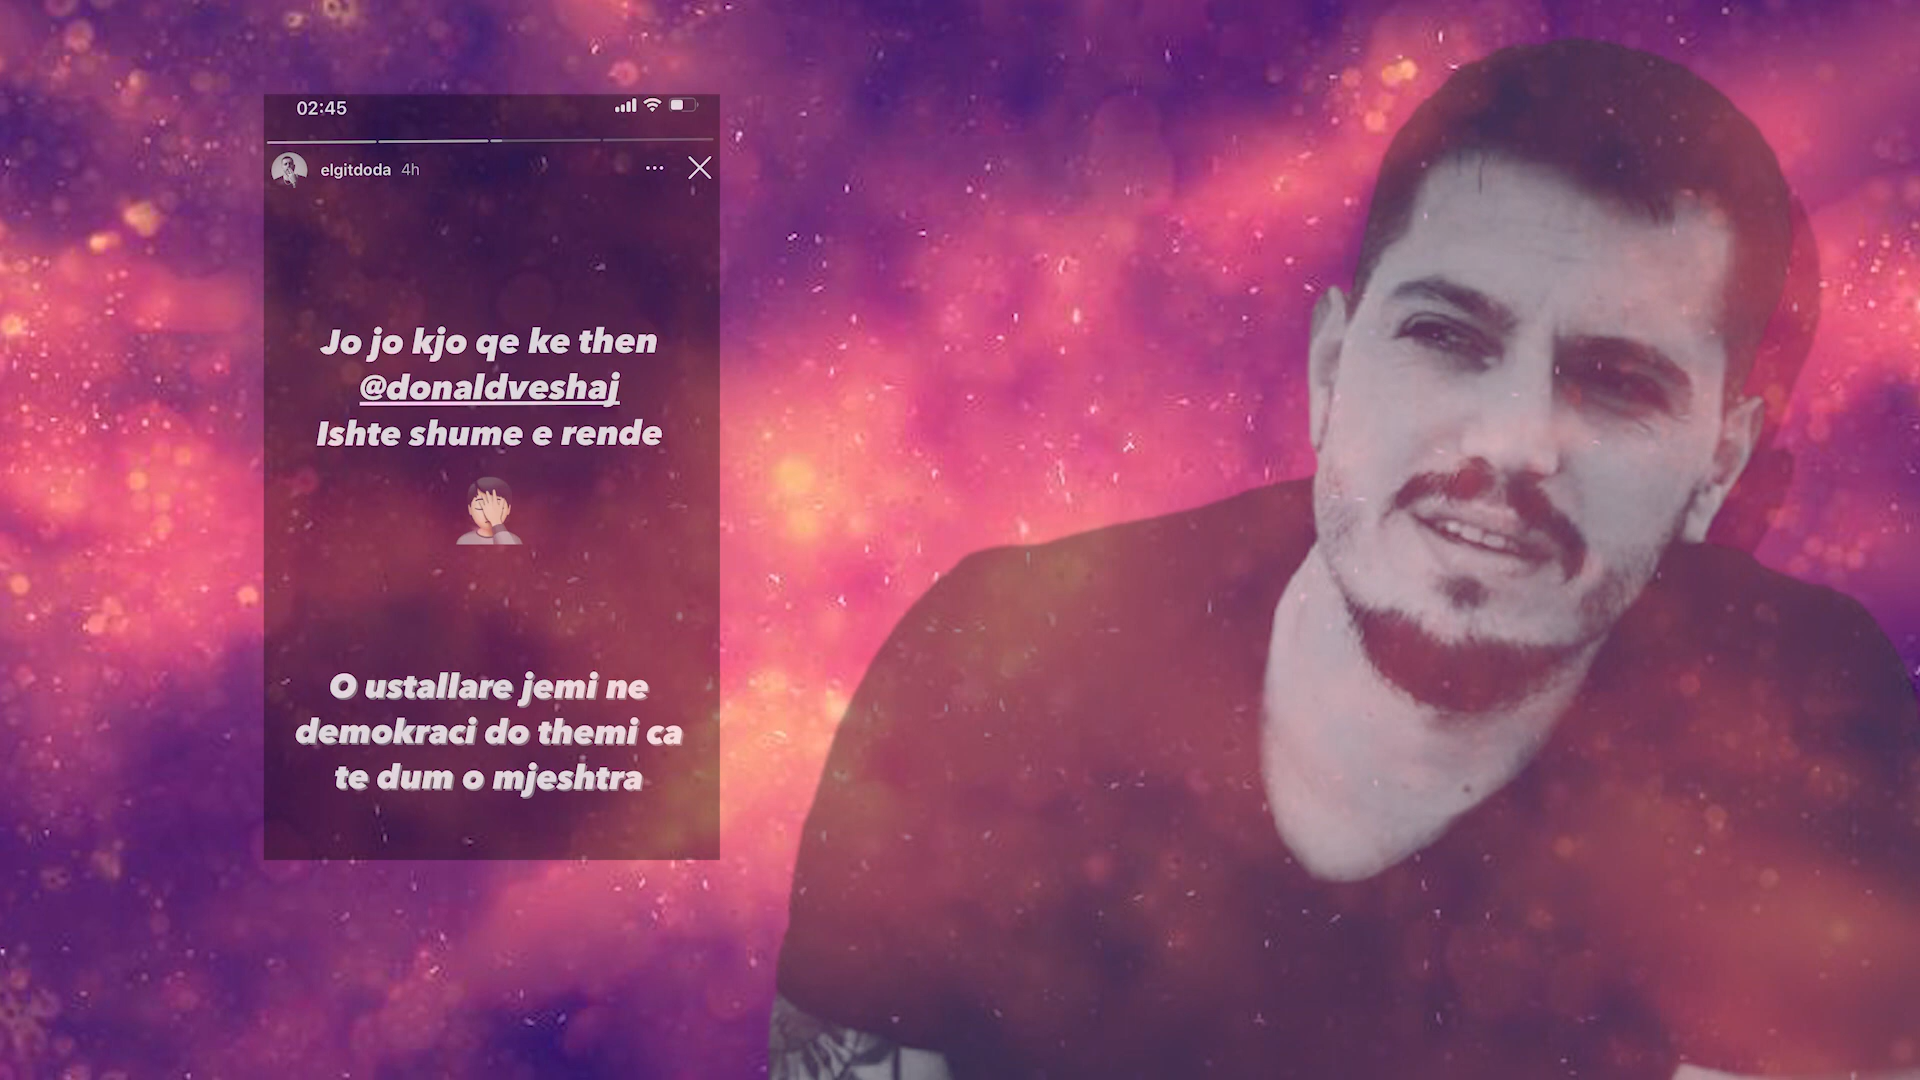 02:45
elgitdoda 4h
Jo jo kjo qe ke then
@donaldveshaj
Ishte shume e rende
O ustallare jemi ne
demokraci do themi ca
te dum o mjeshtra